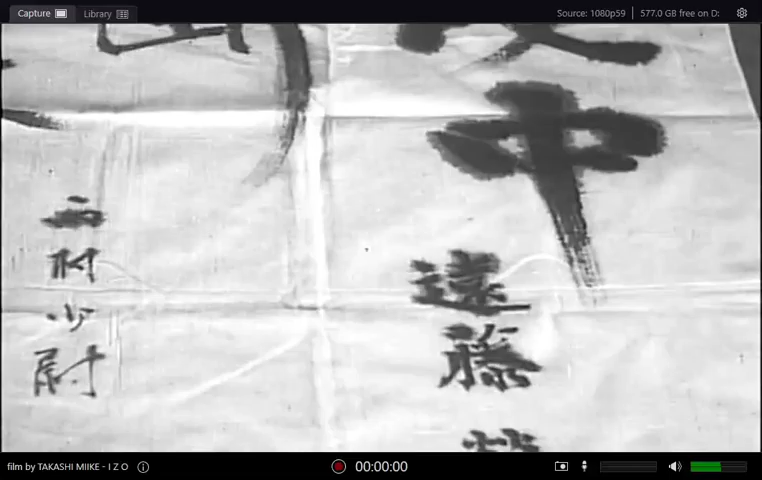 Capture
Library
Source: 1080p59
577.0 GB free on D:
中
遠藤
西村少尉
film by TAKASHI MIIKE - I Z O
00:00:00